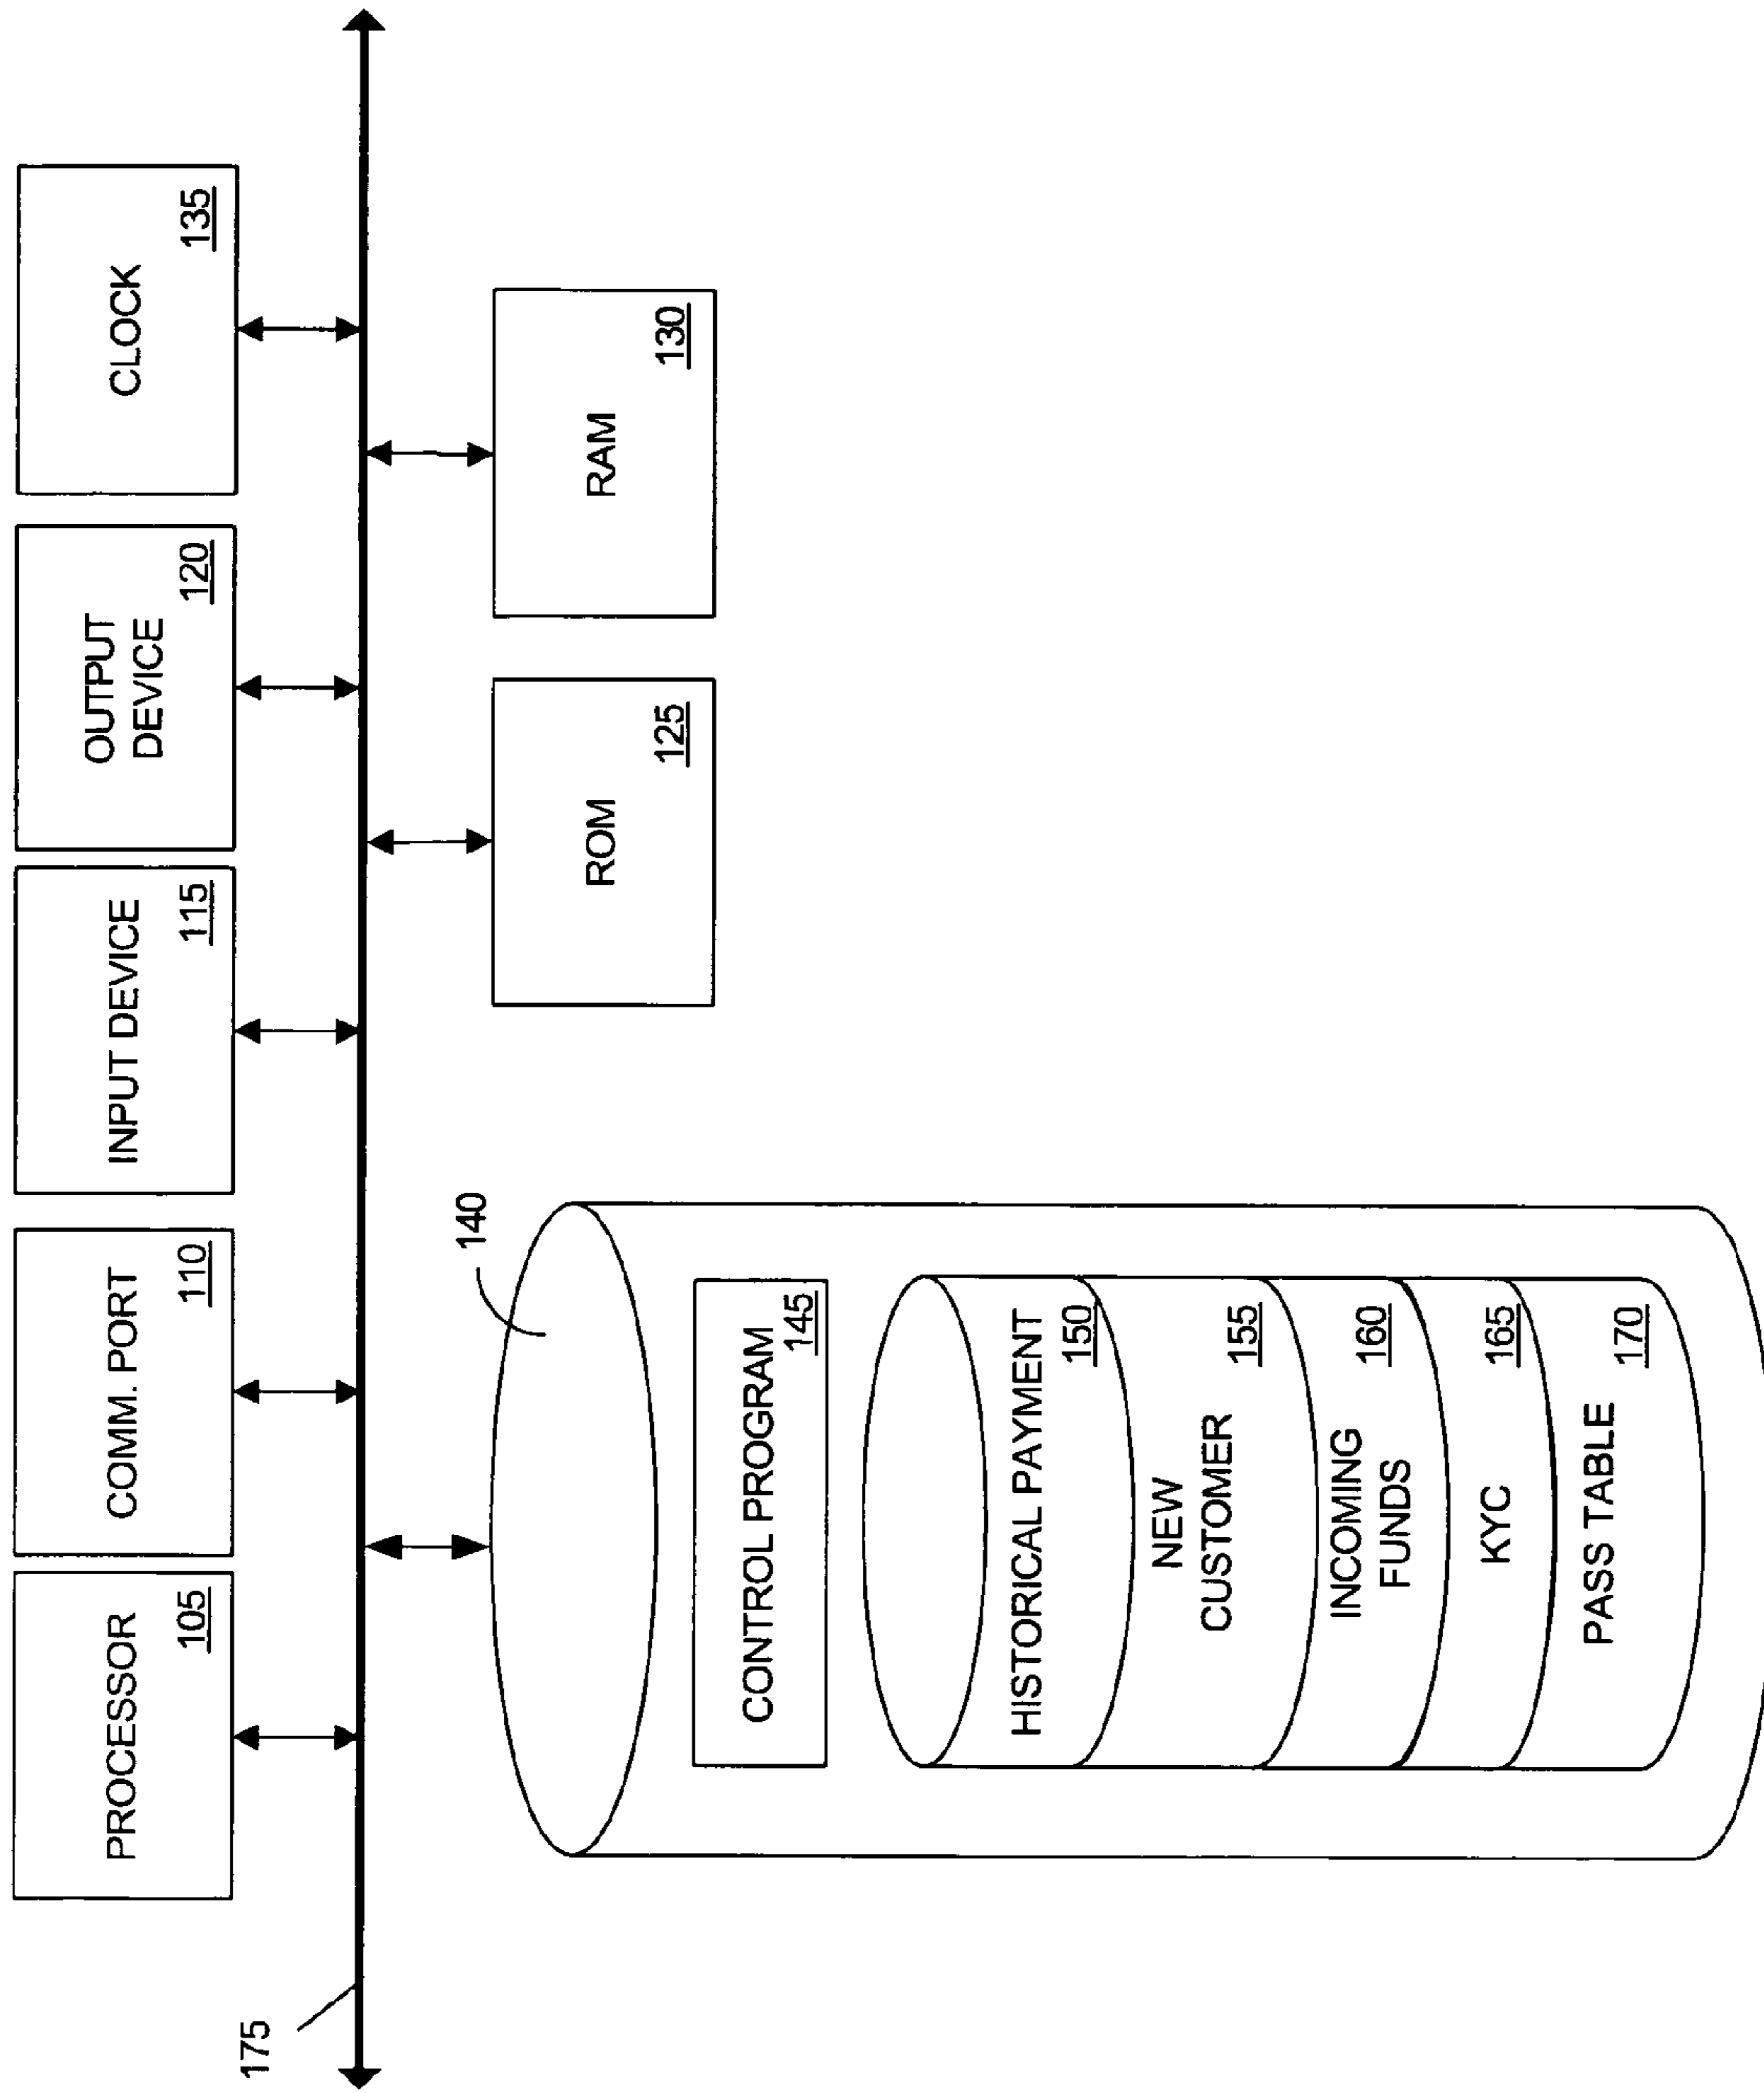 PROCESSOR
105
COMM. PORT
110
INPUT DEVICE
115
OUTPUT
DEVICE
120
CLOCK
135
175
140
ROM
125
RAM
130
CONTROL PROGRAM
145
HISTORICAL PAYMENT
150
NEW
CUSTOMER
155
INCOMING
FUNDS
160
KYC
165
PASS TABLE
170